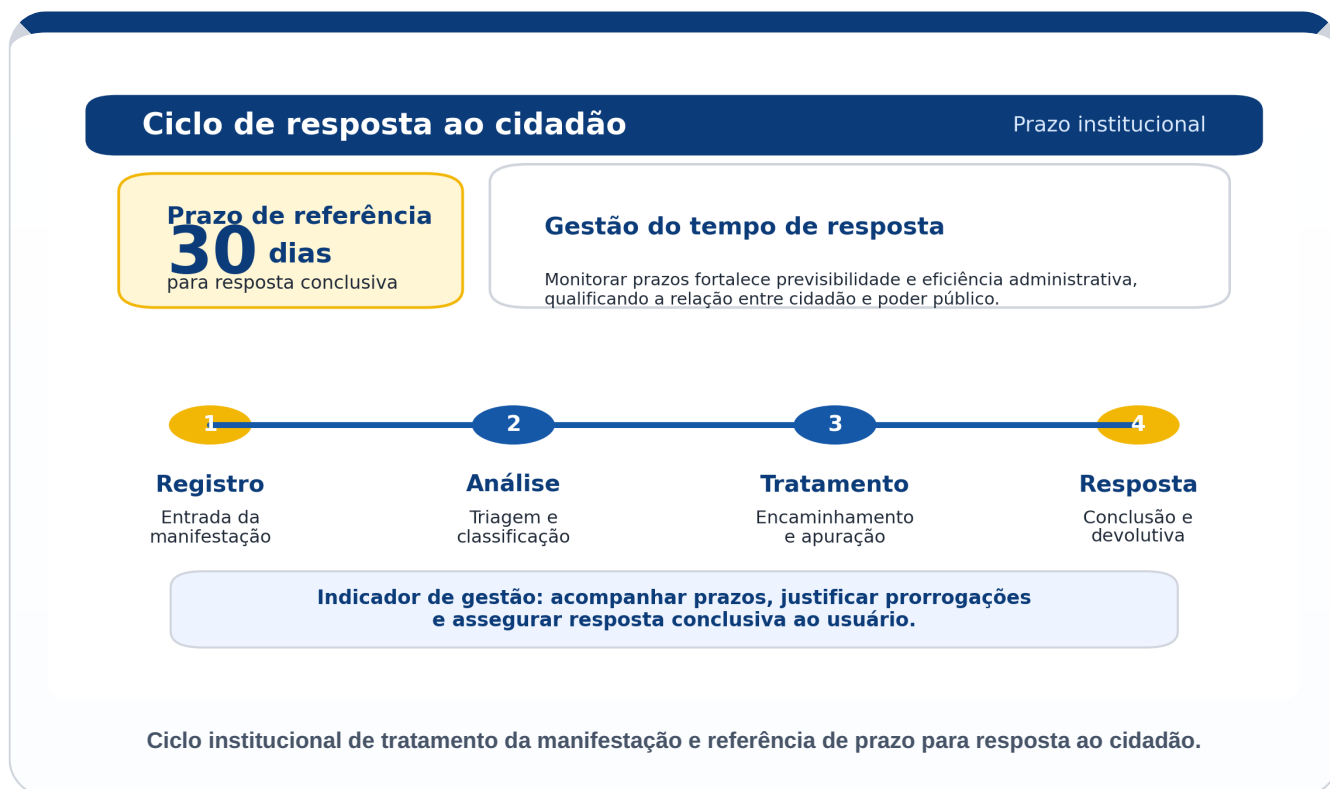 Ciclo de resposta ao cidadão
Prazo institucional
Prazo de referência
30 dias
para resposta conclusiva
Gestão do tempo de resposta
Monitorar prazos fortalece previsibilidade e eficiência administrativa,
qualificando a relação entre cidadão e poder público.
1
2
3
4
Registro
Entrada da
manifestação
Análise
Triagem e
classificação
Tratamento
Encaminhamento
e apuração
Resposta
Conclusão e
devolutiva
Indicador de gestão: acompanhar prazos, justificar prorrogações
e assegurar resposta conclusiva ao usuário.
Ciclo institucional de tratamento da manifestação e referência de prazo para resposta ao cidadão.